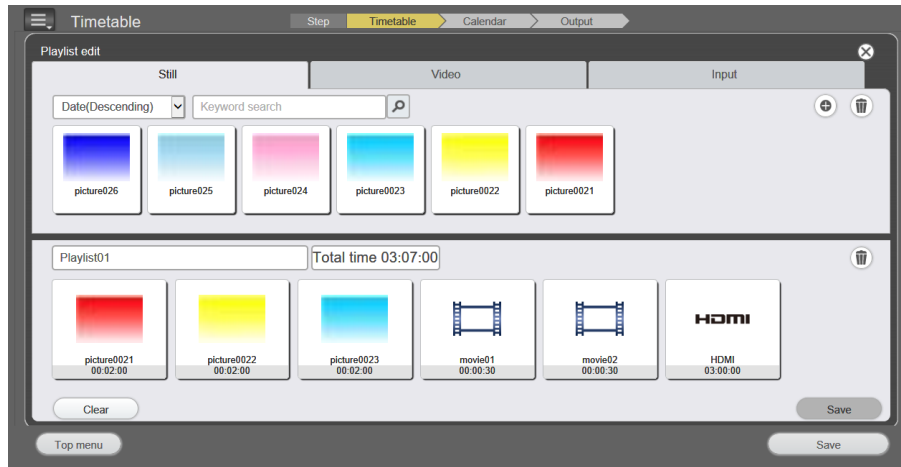 Timetable
Step Timetable Calendar Output
Playlist edit
Still Video Input
Date(Descending) Keyword search
picture026 picture025 picture024 picture0023 picture0022 picture0021
Playlist01 Total time 03:07:00
HDMI
picture0021 picture0022 picture0023 movie01 movie02 HDMI
00:02:00 00:02:00 00:02:00 00:00:30 00:00:30 03:00:00
Clear Save
Top menu Save